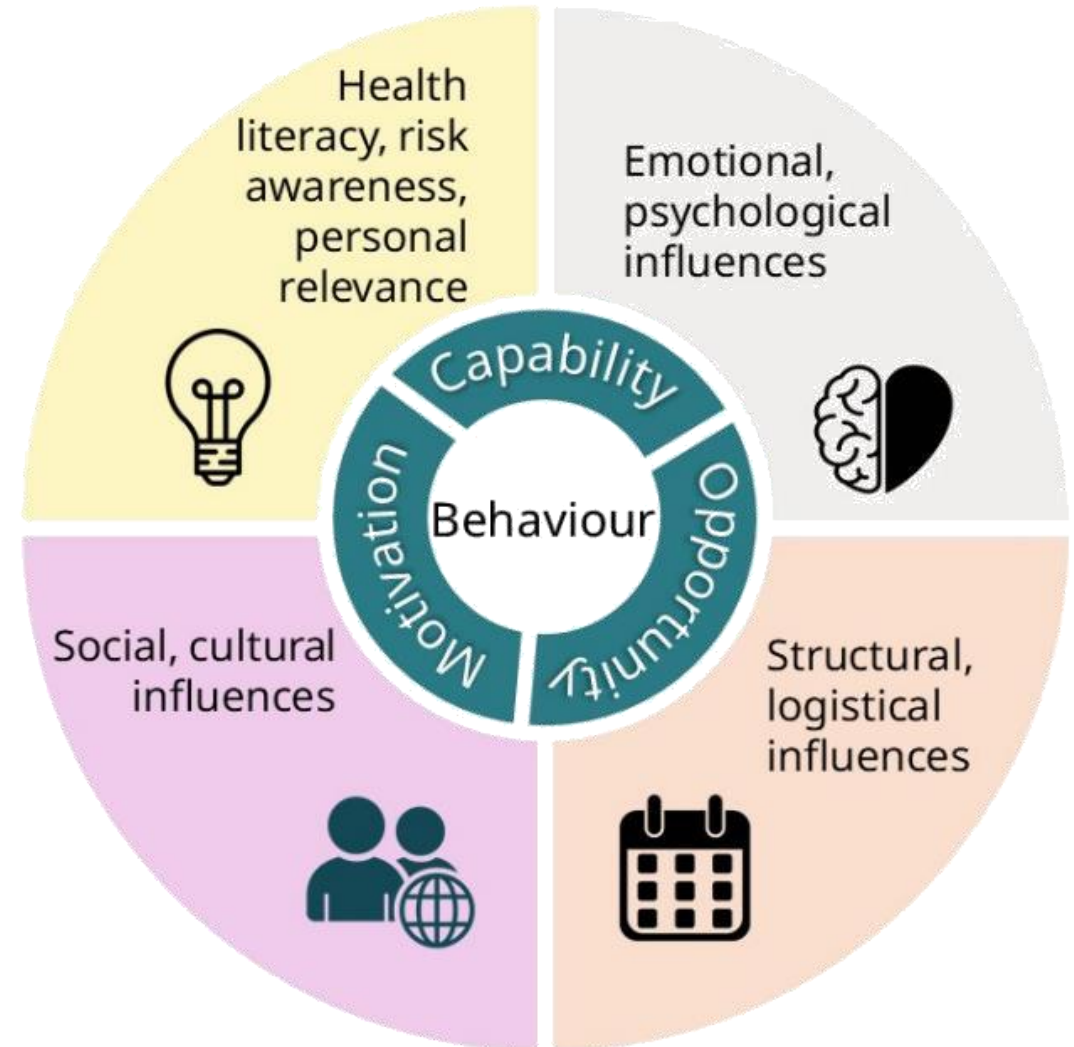 Health
literacy, risk
awareness,
personal
relevance
Emotional,
psychological
influences
Capability
Opportunity
Motivation
Behaviour
Social, cultural
influences
Structural,
logistical
influences